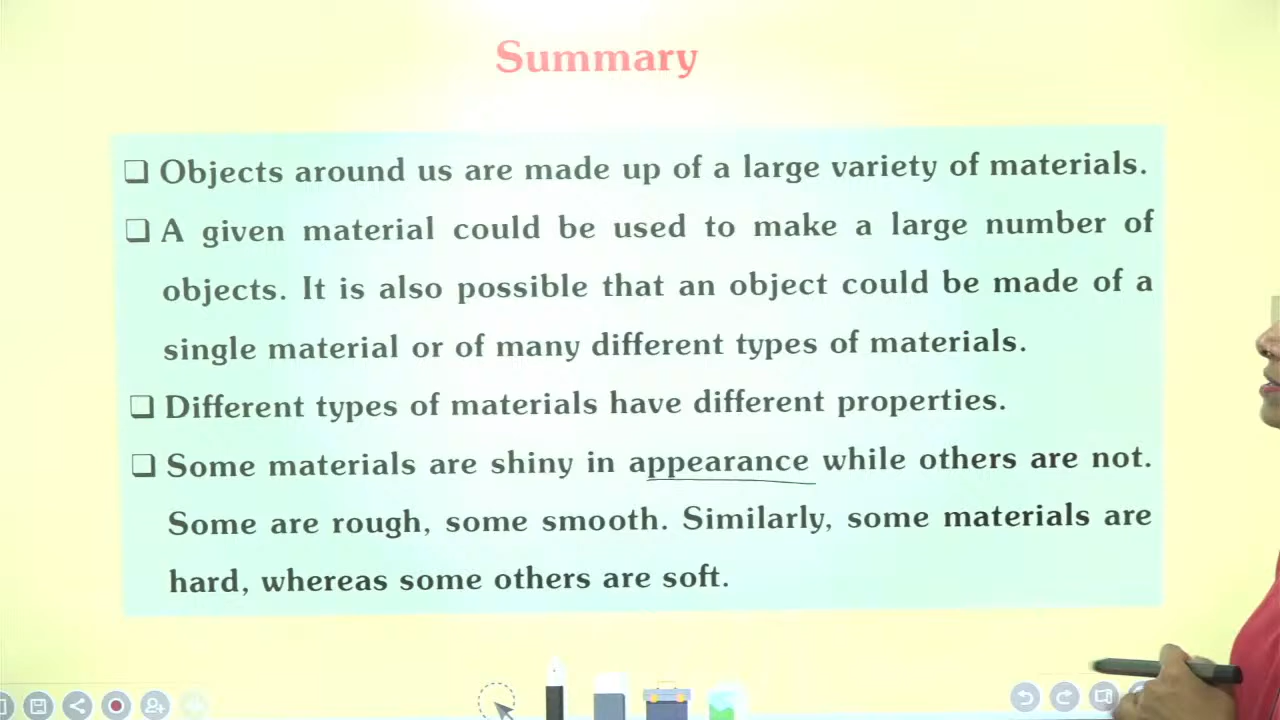 Summary
❑ Objects around us are made up of a large variety of materials.
❑ A given material could be used to make a large number of
objects. It is also possible that an object could be made of a
single material or of many different types of materials.
❑ Different types of materials have different properties.
❑ Some materials are shiny in appearance while others are not.
Some are rough, some smooth. Similarly, some materials are
hard, whereas some others are soft.